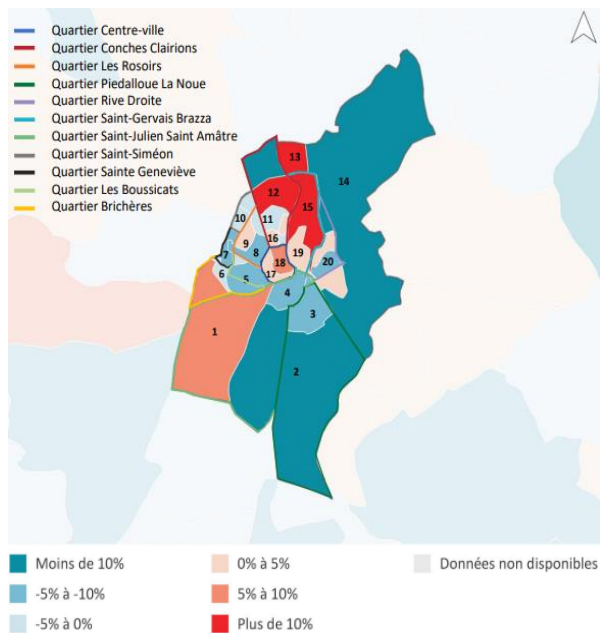 Quartier Centre-ville
Quartier Conches Clairions
Quartier Les Rosoirs
Quartier Piedalloue La Noue
Quartier Rive Droite
Quartier Saint-Gervais Brazza
Quartier Saint-Julien Saint Amâtre
Quartier Saint-Siméon
Quartier Sainte Geneviève
Quartier Les Boussicats
Quartier Brichères
13
14
12
15
10
11
16
9
8
19
7
18
20
6
5
17
4
3
1
2
Moins de 10%
0% à 5%
Données non disponibles
-5% à -10%
5% à 10%
-5% à 0%
Plus de 10%